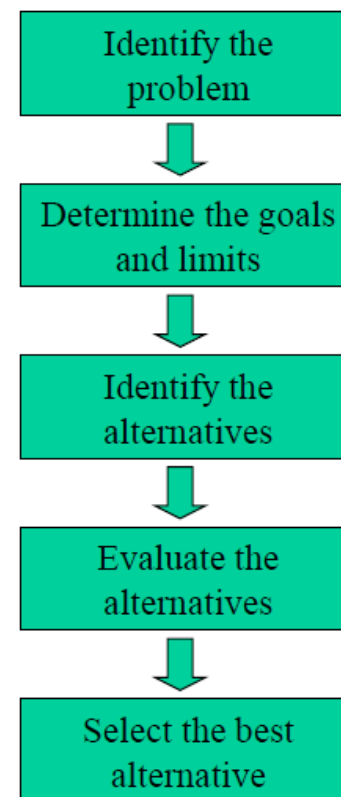 Identify the
problem
Determine the goals
and limits
Identify the
alternatives
Evaluate the
alternatives
Select the best
alternative